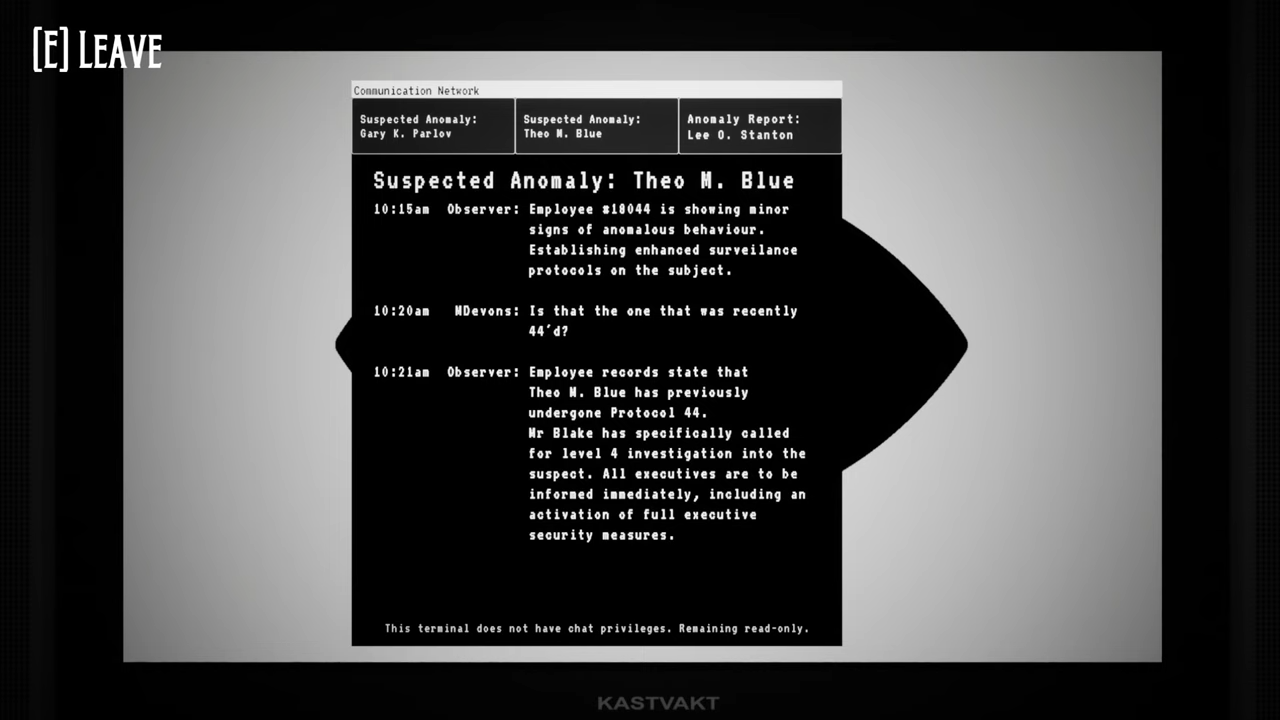 [E] LEAVE
Communication Network
Suspected Anomaly:
Gary K. Parlov
Suspected Anomaly:
Theo M. Blue
Anomaly Report:
Lee O. Stanton
Suspected Anomaly: Theo M. Blue
10:15am Observer: Employee #18044 is showing minor
signs of anomalous behaviour.
Establishing enhanced surveilance
protocols on the subject.
10:20am NDevons: Is that the one that was recently
44'd?
10:21am Observer: Employee records state that
Theo M. Blue has previously
undergone Protocol 44.
Mr Blake has specifically called
for level 4 investigation into the
suspect. All executives are to be
informed immediately, including an
activation of full executive
security measures.
This terminal does not have chat privileges. Remaining read-only.
KASTVAKT